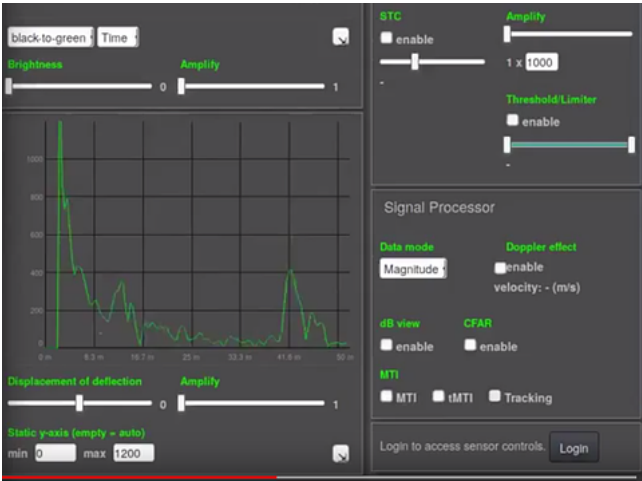 black-to-green Time
Brightness Amplify
0 1
1000
800
600
400
200
0
0 m 8.3 m 16.7 m 25 m 33.3 m 41.8 m 50 m
Displacement of deflection Amplify
0 1
Static y-axis (empty = auto)
min 0 max 1200
STC Amplify
enable
1 x 1000
-
Threshold/Limiter
enable
-
Signal Processor
Data mode Doppler effect
Magnitude enable
velocity: - (m/s)
dB view CFAR
enable enable
MTI
MTI tMTI Tracking
Login to access sensor controls. Login